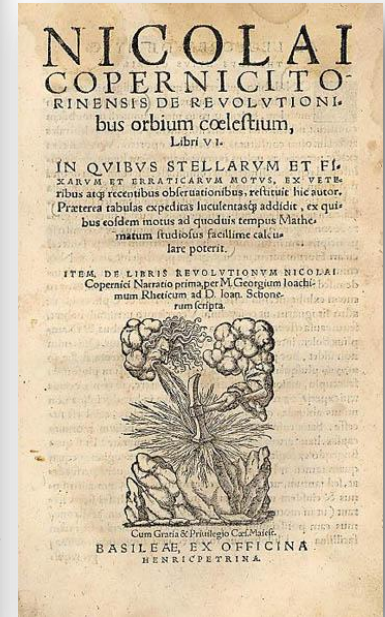 NICOLAI
COPERNICI TO-
RINENSIS DE REVOLVTIONI-
bus orbium cœlestium,
Libri VI.
IN QVIBVS STELLARVM ET FI-
XARVM ET ERRATICARVM MOTVS, EX VETE-
ribus atq; recentibus obseruationibus, restituit hic autor.
Præterea tabulas expeditas luculentasq; addidit, ex qui-
bus eosdem motus ad quoduis tempus Mathe-
matum studiosus facillime calcu-
lare poterit.
ITEM, DE LIBRIS REVOLVTIONVM NICOLAI
Copernici Narratio prima, per M. Georgium Ioachi-
mum Rheticum ad D. Ioan. Schone-
rum scripta.
Cum Gratia & Priuilegio Cæs. Maiest.
BASILEAE, EX OFFICINA
HENRICPETRINA.